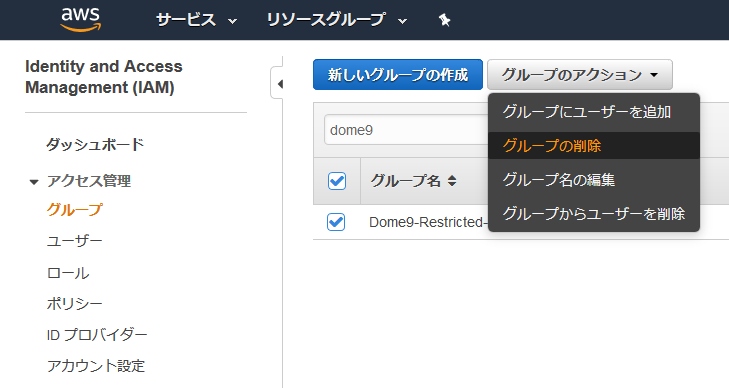 aws
サービス
リソースグループ
Identity and Access
Management (IAM)
ダッシュボード
アクセス管理
グループ
ユーザー
ロール
ポリシー
ID プロバイダー
アカウント設定
新しいグループの作成
グループのアクション
グループにユーザーを追加
グループの削除
グループ名の編集
グループからユーザーを削除
dome9
グループ名
Dome9-Restricted-